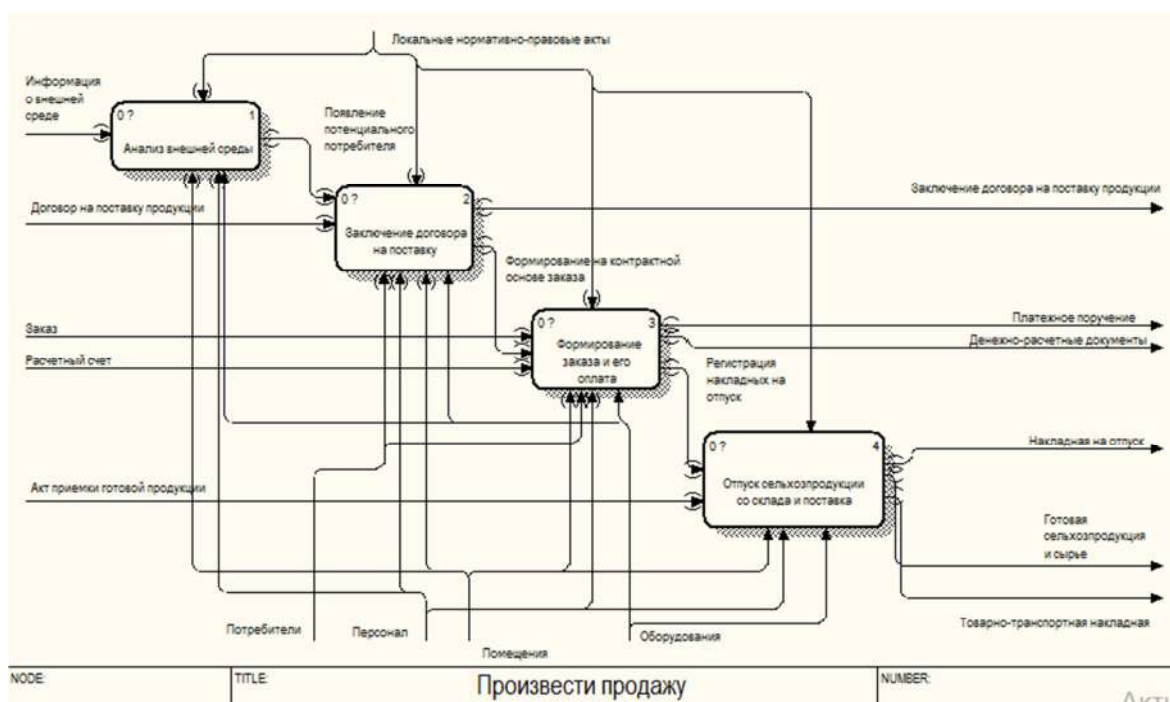 Локальные нормативно-правовые акты
Информация
о внешней
среде
0 ?
1
Анализ внешней среды
Появление
потенциального
потребителя
Договор на поставку продукции
0 ?
2
Заключение договора
на поставку
Заключение договора на поставку продукции
Формирование на контрактной
основе заказа
Заказ
Расчетный счет
0 ?
3
Формирование
заказа и его
оплата
Платежное поручение
Денежно-расчетные документы
Регистрация
накладных на
отпуск
0 ?
4
Отпуск сельхозпродукции
со склада и поставка
Накладная на отпуск
Акт приемки готовой продукции
Готовая
сельхозпродукция
и сырье
Товарно-транспортная накладная
Потребители
Персонал
Помещения
Оборудования
NODE:
TITLE:
Произвести продажу
NUMBER: